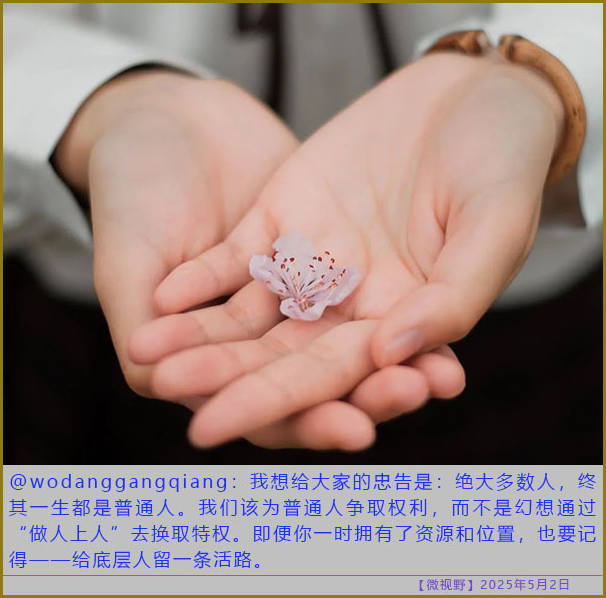 @wodanggangqiang：我想给大家的忠告是：绝大多数人，终
其一生都是普通人。我们该为普通人争取权利，而不是幻想通过
“做人上人”去换取特权。即便你一时拥有了资源和位置，也要记
得——给底层人留一条活路。
【微视野】2025年5月2日